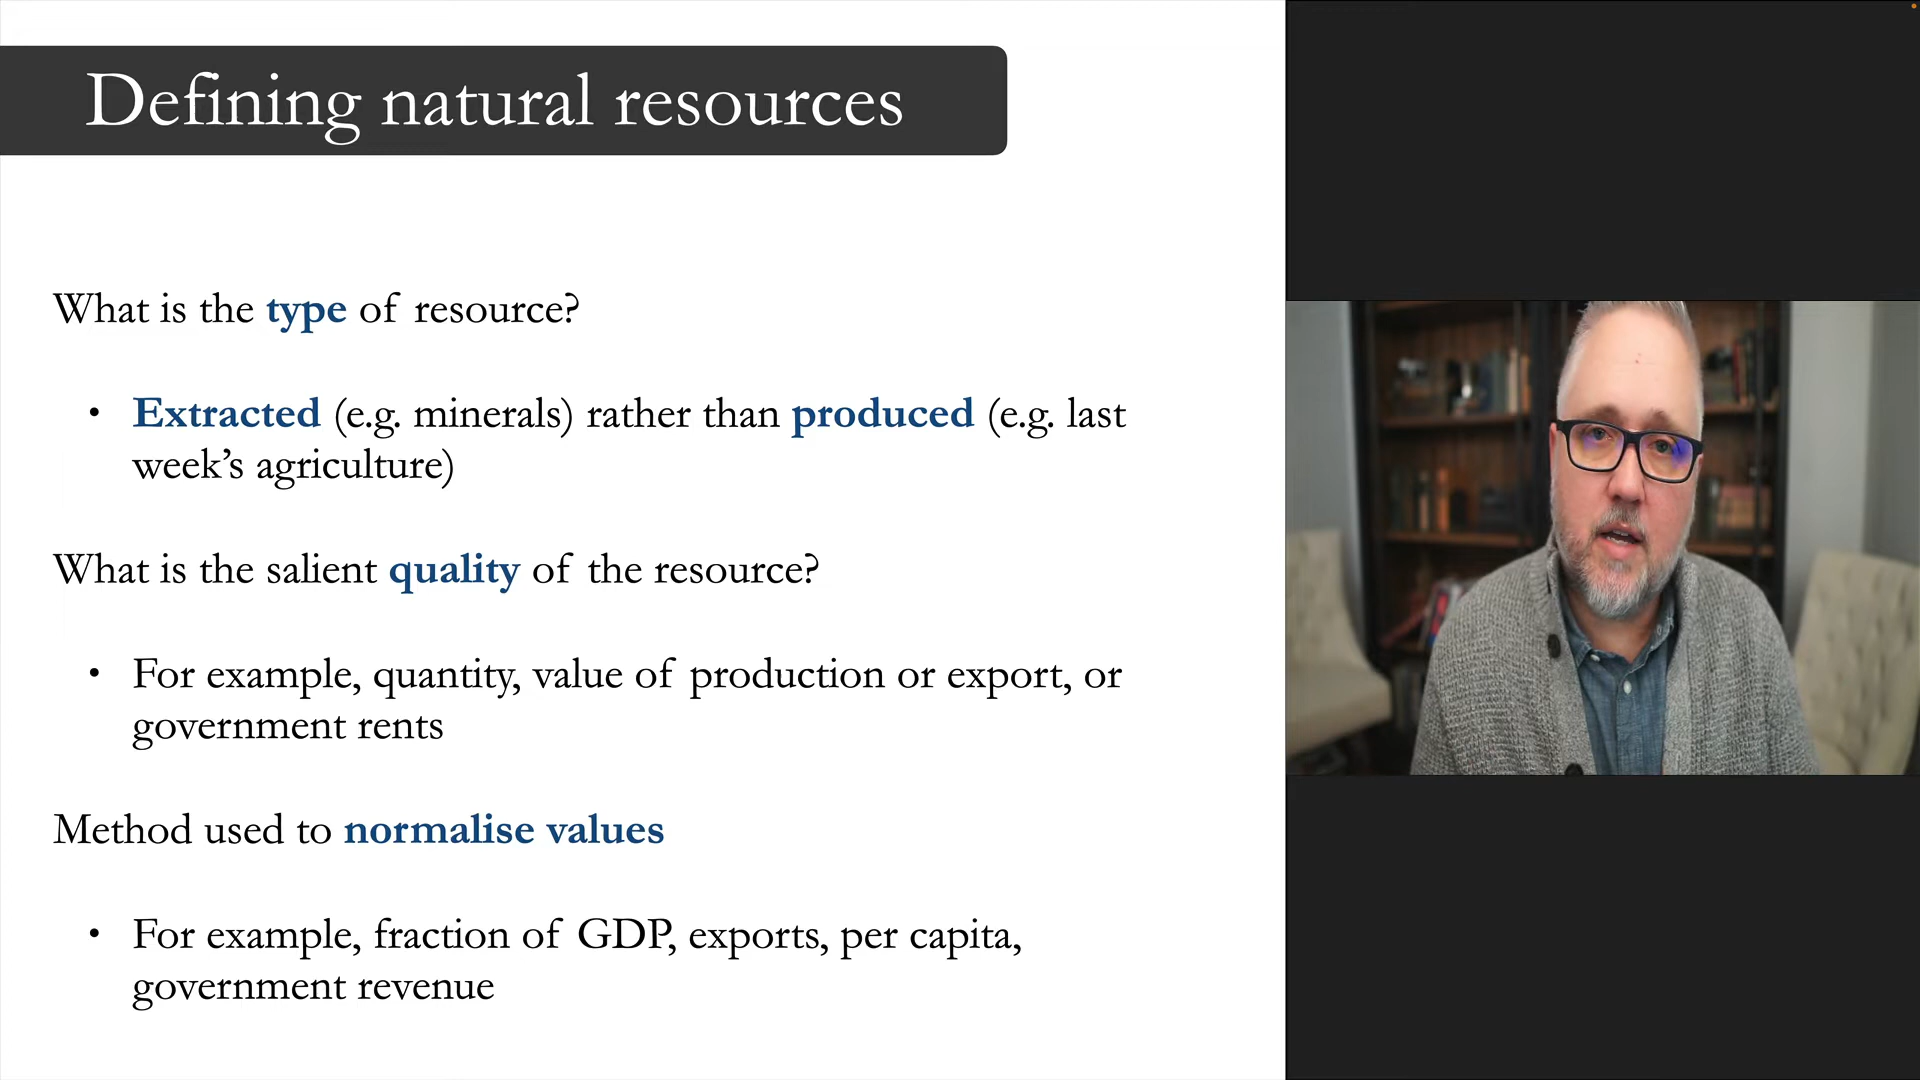 Defining natural resources
What is the type of resource?
• Extracted (e.g. minerals) rather than produced (e.g. last
week’s agriculture)
What is the salient quality of the resource?
• For example, quantity, value of production or export, or
government rents
Method used to normalise values
• For example, fraction of GDP, exports, per capita,
government revenue